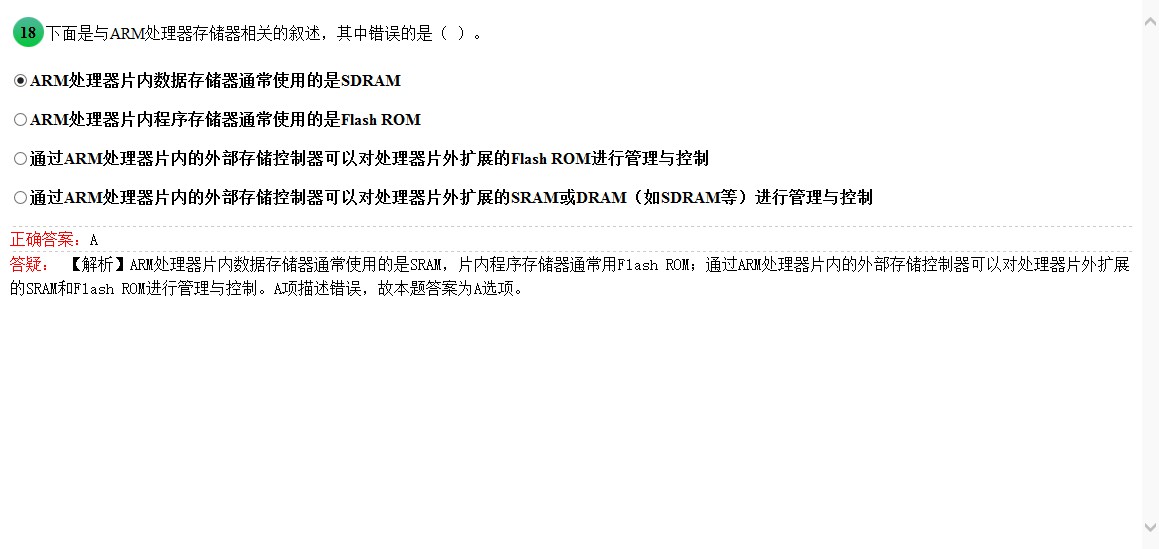 18 下面是与ARM处理器存储器相关的叙述，其中错误的是（ ）。
ARM处理器片内数据存储器通常使用的是SDRAM
ARM处理器片内程序存储器通常使用的是Flash ROM
通过ARM处理器片内的外部存储控制器可以对处理器片外扩展的Flash ROM进行管理与控制
通过ARM处理器片内的外部存储控制器可以对处理器片外扩展的SRAM或DRAM（如SDRAM等）进行管理与控制
正确答案：A
答疑： 【解析】ARM处理器片内数据存储器通常使用的是SRAM，片内程序存储器通常用Flash ROM；通过ARM处理器片内的外部存储控制器可以对处理器片外扩展
的SRAM和Flash ROM进行管理与控制。A项描述错误，故本题答案为A选项。